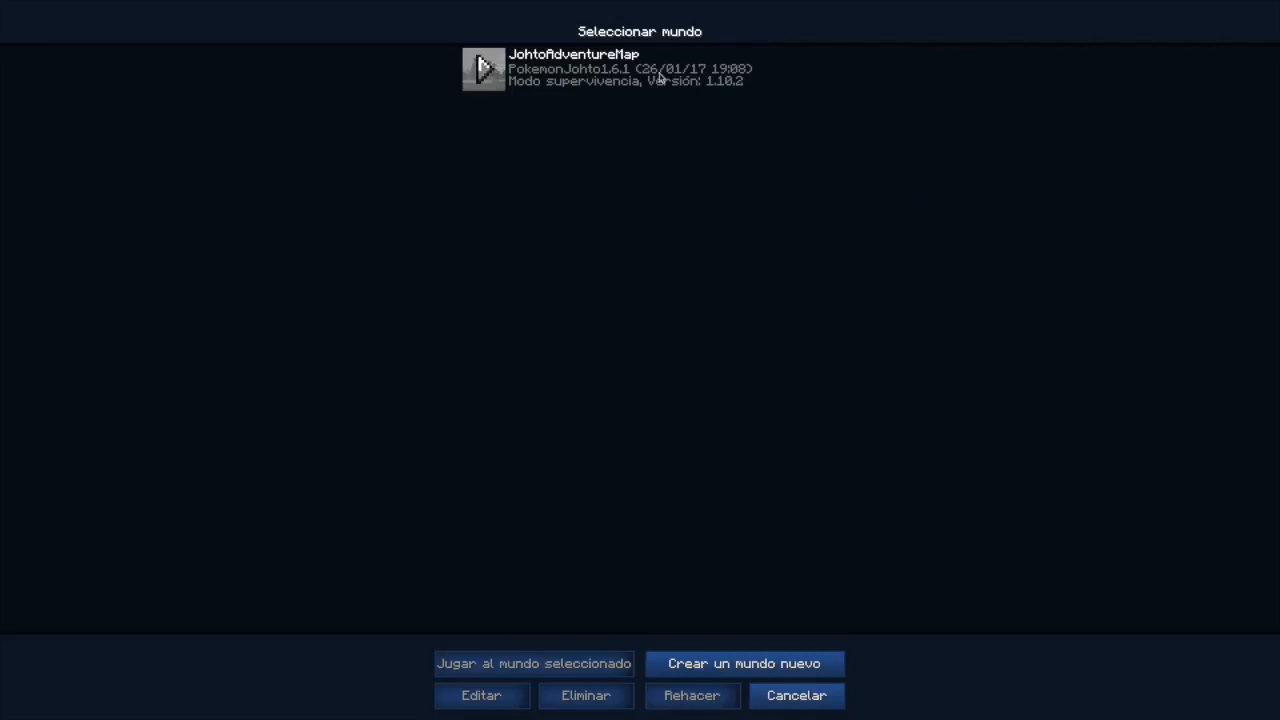 Seleccionar mundo
JohtoAdventureMap
PokemonJohto1.6.1 (26/01/17 19:08)
Modo supervivencia, Versión: 1.10.2
Jugar al mundo seleccionado
Crear un mundo nuevo
Editar
Eliminar
Rehacer
Cancelar